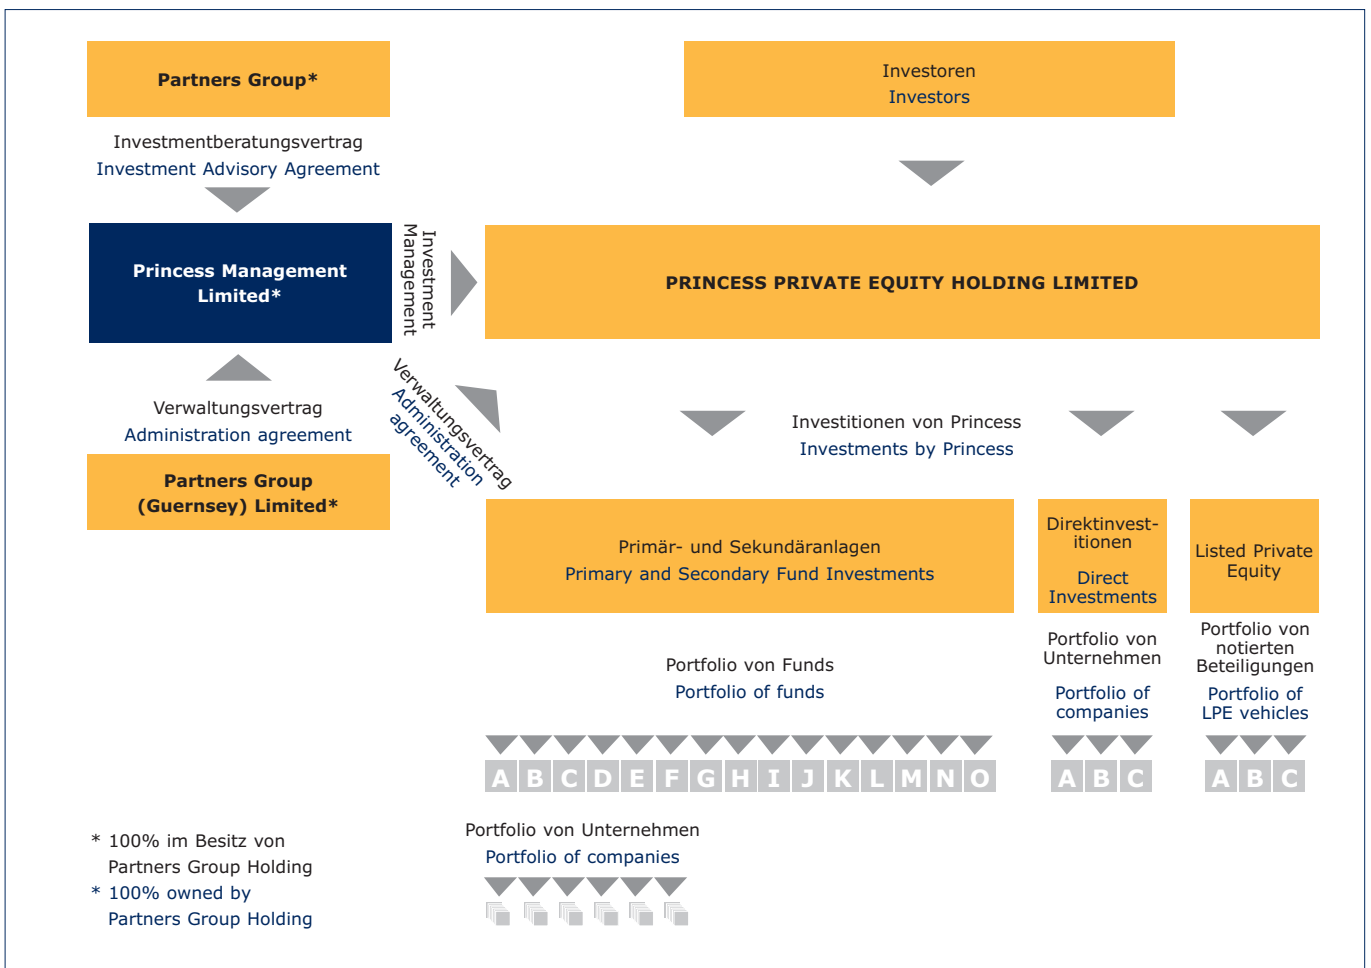 Partners Group*
Investoren
Investors
Investmentberatungsvertrag
Investment Advisory Agreement
Princess Management
Limited*
Investment
Management
PRINCESS PRIVATE EQUITY HOLDING LIMITED
Verwaltungsvertrag
Administration agreement
Verwaltungsvertrag
Administration
agreement
Investitionen von Princess
Investments by Princess
Partners Group
(Guernsey) Limited*
Primär- und Sekundäranlagen
Primary and Secondary Fund Investments
Direktinvest-
itionen
Direct
Investments
Listed Private
Equity
Portfolio von Funds
Portfolio of funds
Portfolio von
Unternehmen
Portfolio of
companies
Portfolio von
notierten
Beteiligungen
Portfolio of
LPE vehicles
A B C D E F G H I J K L M N O
A B C
A B C
Portfolio von Unternehmen
Portfolio of companies
* 100% im Besitz von
Partners Group Holding
* 100% owned by
Partners Group Holding